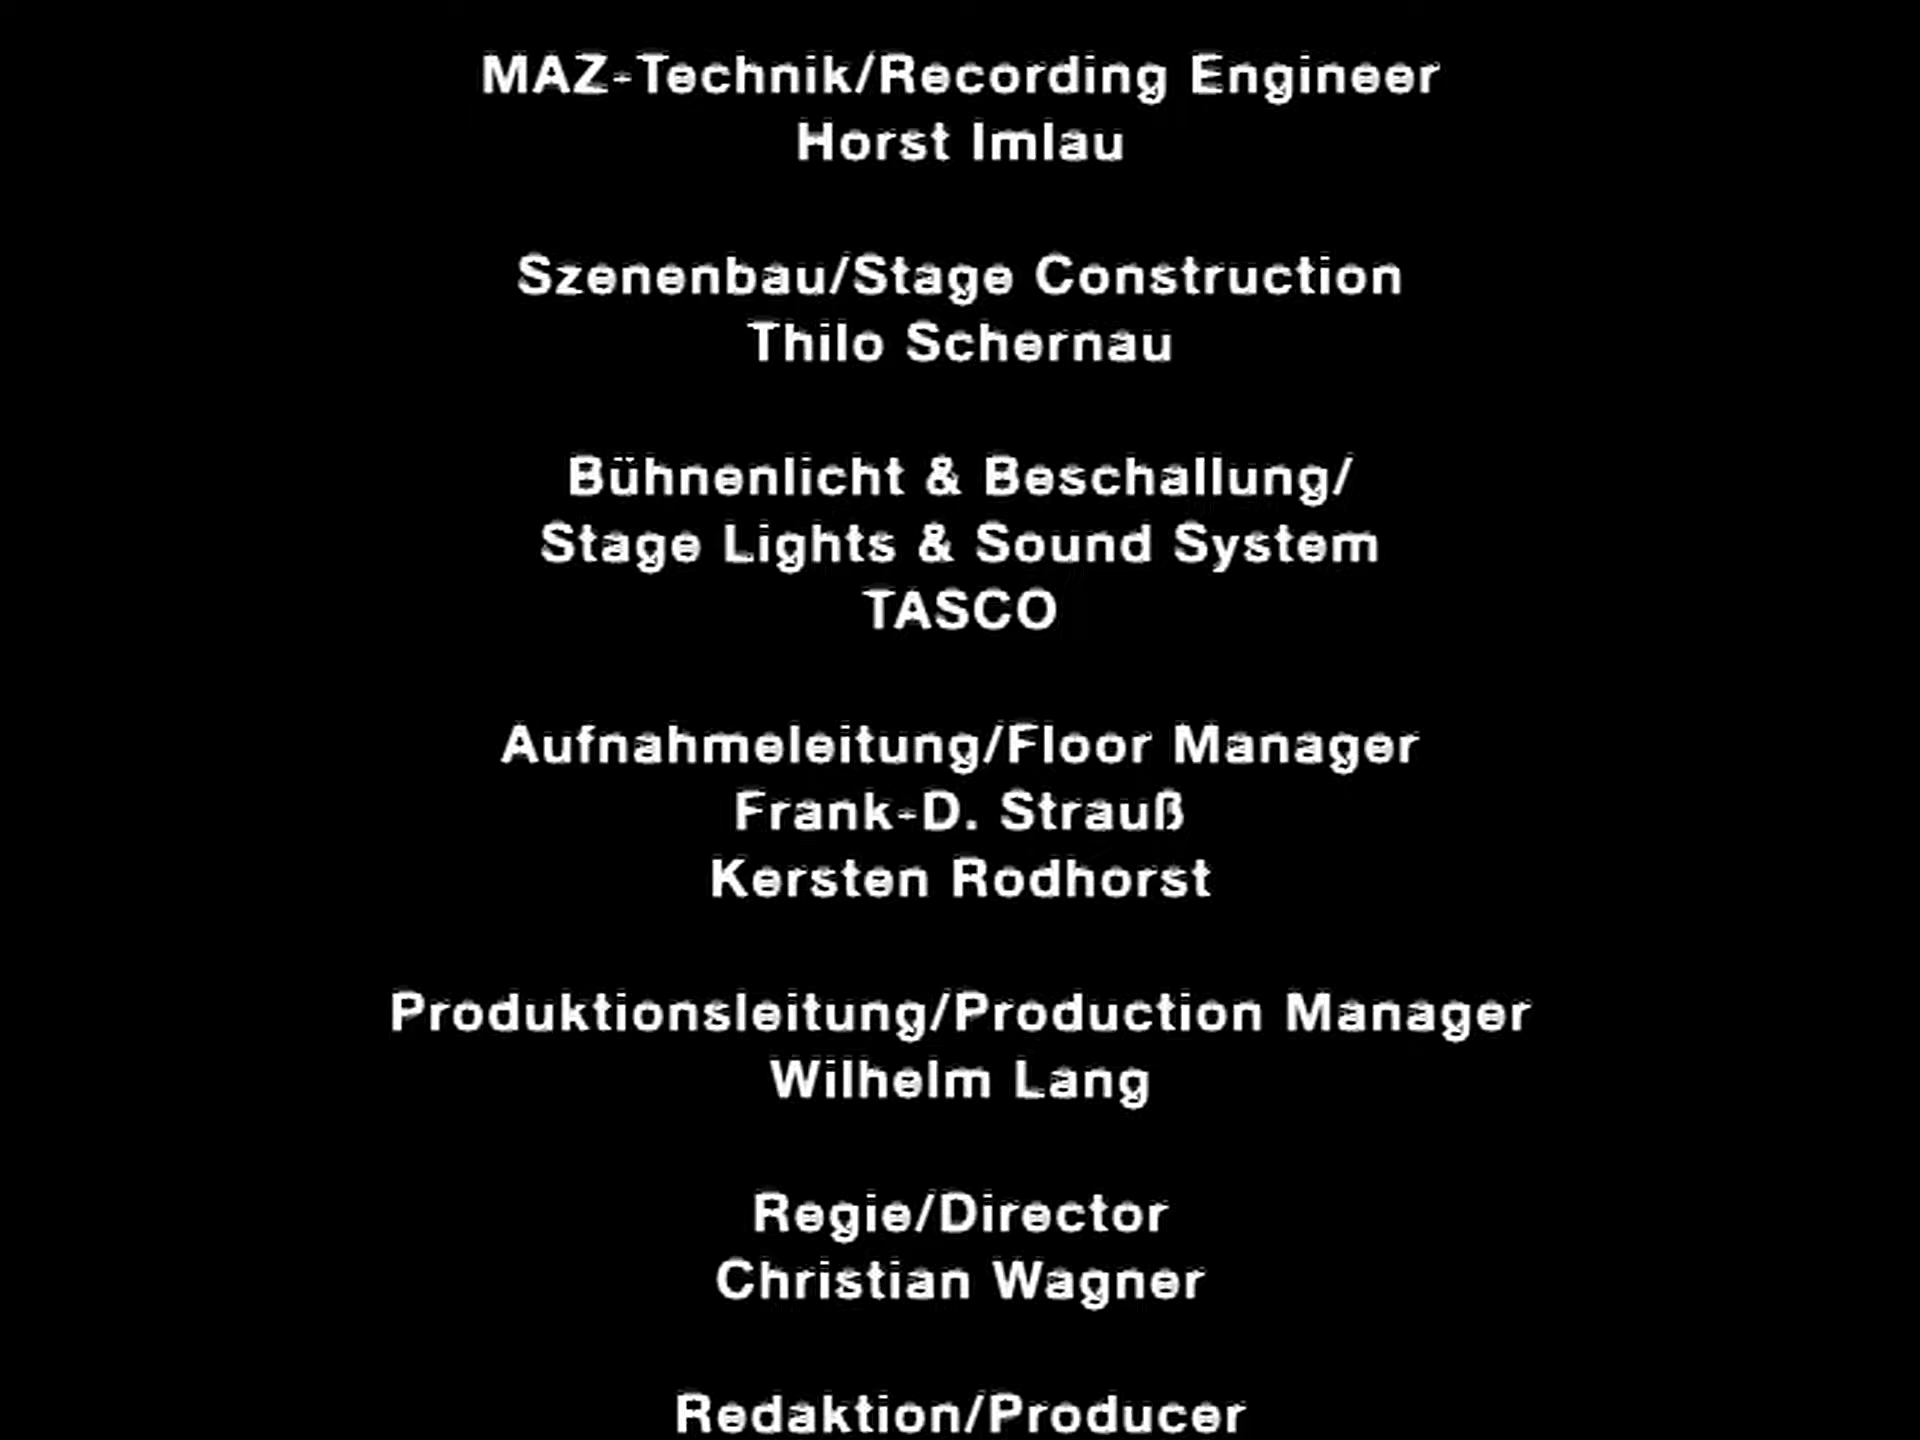 MAZ-Technik/Recording Engineer
Horst Imlau
Szenenbau/Stage Construction
Thilo Schernau
Bühnenlicht & Beschallung/
Stage Lights & Sound System
TASCO
Aufnahmeleitung/Floor Manager
Frank-D. Strauß
Kersten Rodhorst
Produktionsleitung/Production Manager
Wilhelm Lang
Regie/Director
Christian Wagner
Redaktion/Producer